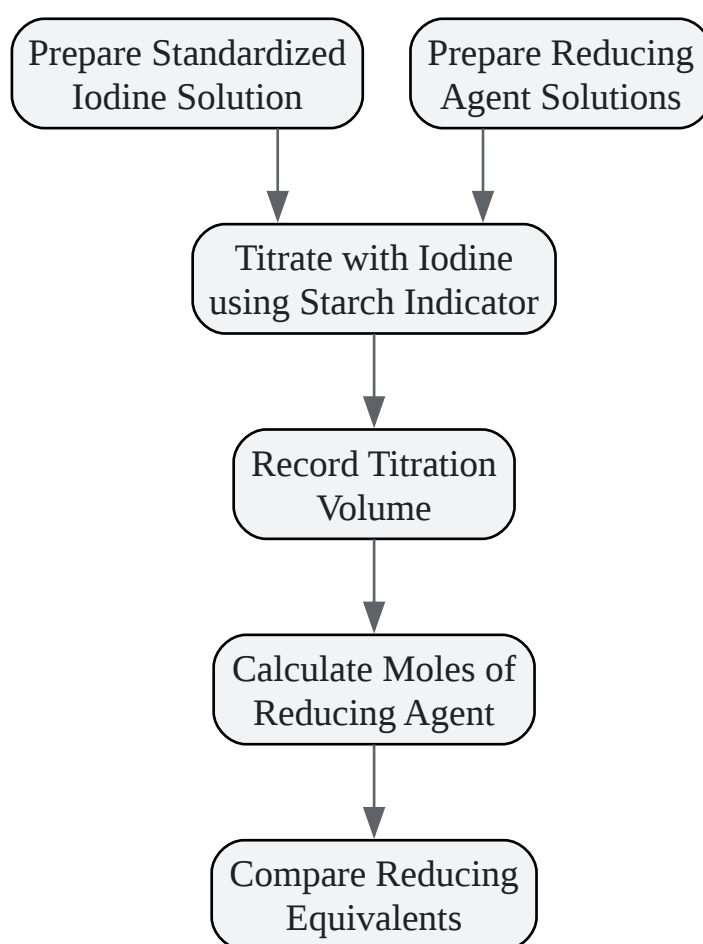 Prepare Standardized
Iodine Solution
Prepare Reducing
Agent Solutions
Titrate with Iodine
using Starch Indicator
Record Titration
Volume
Calculate Moles of
Reducing Agent
Compare Reducing
Equivalents